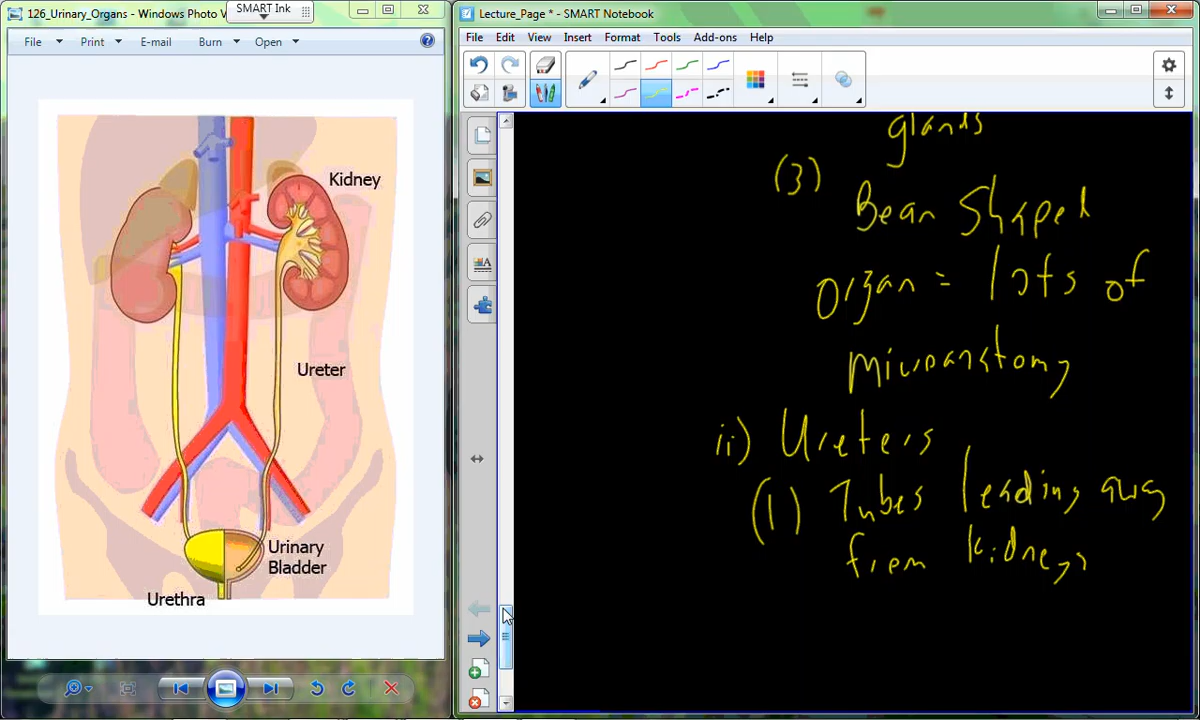 126_Urinary_Organs - Windows Photo V
SMART Ink
File Print E-mail Burn Open
Kidney
Ureter
Urinary
Bladder
Urethra
Lecture_Page * - SMART Notebook
File Edit View Insert Format Tools Add-ons Help
glands
(3)
Bean Shaped
Organ = lots of
Microanatomy
ii) Ureters
(1) Tubes leading away
from kidneys